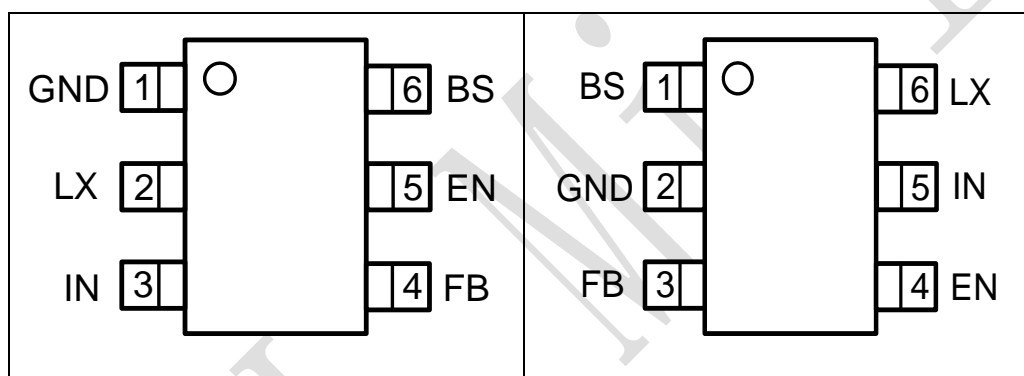 GND 1 6 BS BS 1 6 LX
LX 2 5 EN GND 2 5 IN
IN 3 4 FB FB 3 4 EN